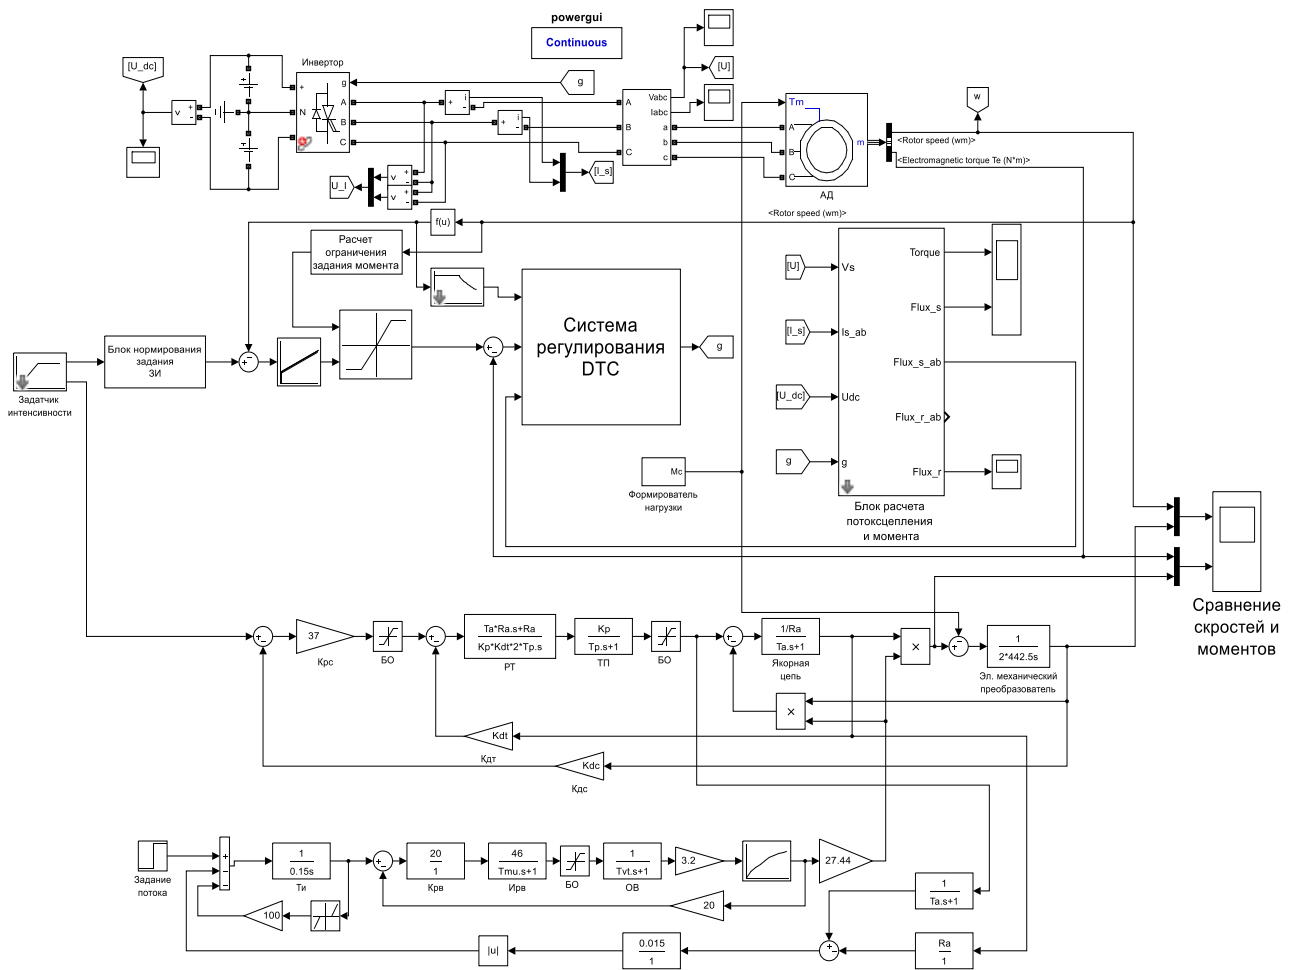 powergui
Continuous
[U_dc]
Инвертор
g
[U]
w
v
+
-
N
A
B
C
i
Vabc
Iabc
a
b
c
Tm
m
АД
<Rotor speed (wm)>
<Electromagnetic torque Te (N*m)>
U_l
[I_s]
f(u)
<Rotor speed (wm)>
Расчет
ограничения
задания момента
Система
регулирования
DTC
g
Блок нормирования
задания
ЗИ
Задатчик
интенсивности
[U]
Vs
[I_s]
Is_ab
[U_dc]
Udc
g
g
Torque
Flux_s
Flux_s_ab
Flux_r_ab
Flux_r
Блок расчета
потоксцепления
и момента
Mc
Формирователь
нагрузки
Сравнение
скростей и
моментов
37
Крс
БО
Ta*Ra.s+Ra
Kp*Kdt*2*Tp.s
РТ
Kp
Tp.s+1
ТП
БО
1/Ra
Ta.s+1
Якорная
цепь
×
×
1
2*442.5s
Эл. механический
преобразователь
Kdt
Кдт
Kdc
Кдс
Задание
потока
1
0.15s
Ти
20
1
Крв
46
Tmu.s+1
Ирв
БО
1
Tvt.s+1
ОВ
3.2
27.44
100
20
1
Ta.s+1
|u|
0.015
1
Ra
1